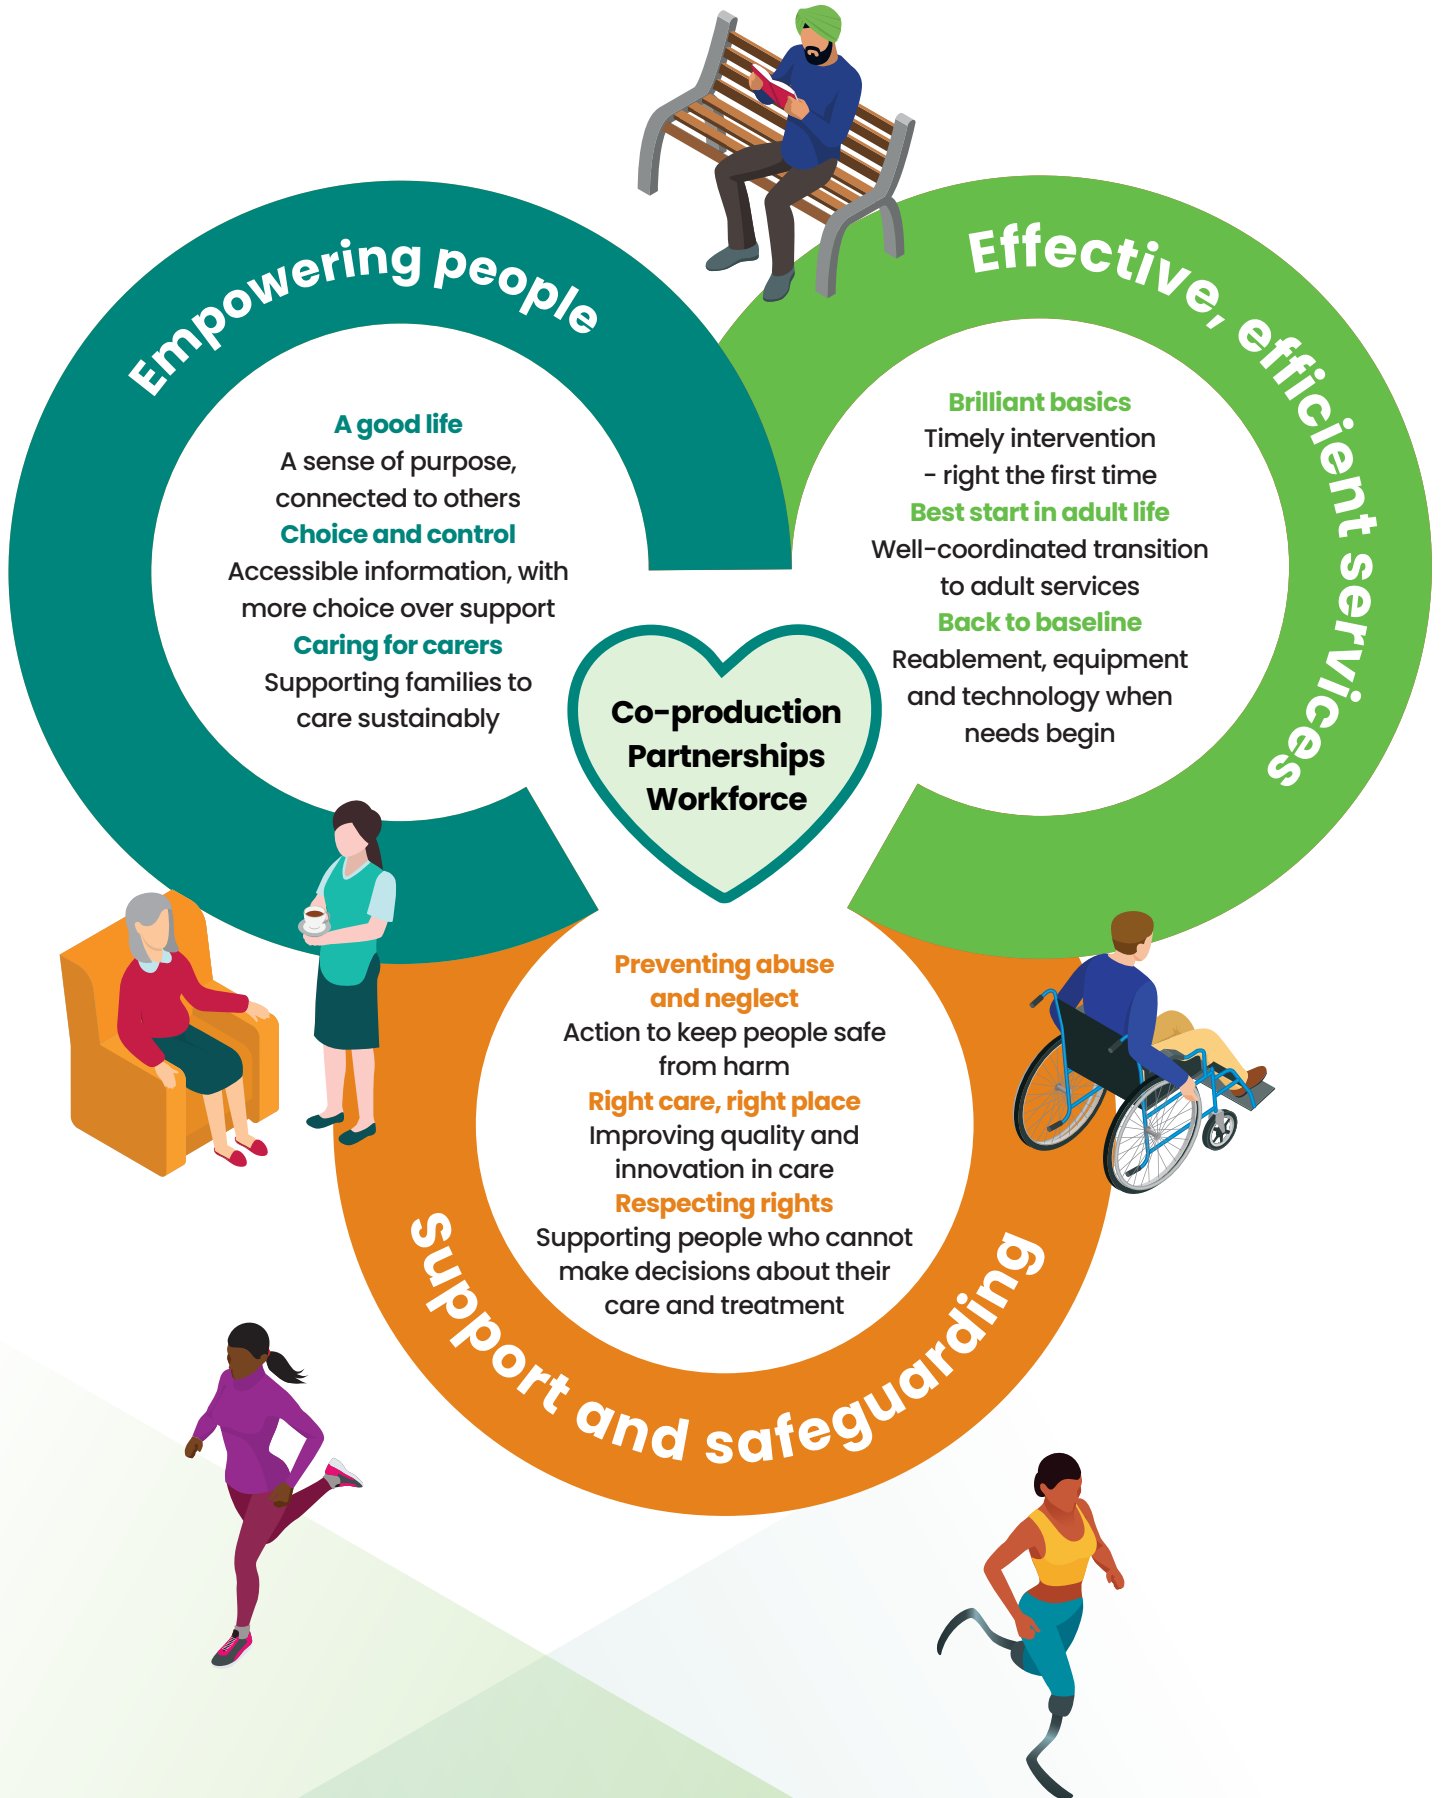 Empowering people
A good life
A sense of purpose,
connected to others
Choice and control
Accessible information, with
more choice over support
Caring for carers
Supporting families to
care sustainably
Effective, efficient services
Brilliant basics
Timely intervention
- right the first time
Best start in adult life
Well-coordinated transition
to adult services
Back to baseline
Reablement, equipment
and technology when
needs begin
Co-production
Partnerships
Workforce
Preventing abuse
and neglect
Action to keep people safe
from harm
Right care, right place
Improving quality and
innovation in care
Respecting rights
Supporting people who cannot
make decisions about their
care and treatment
Support and safeguarding